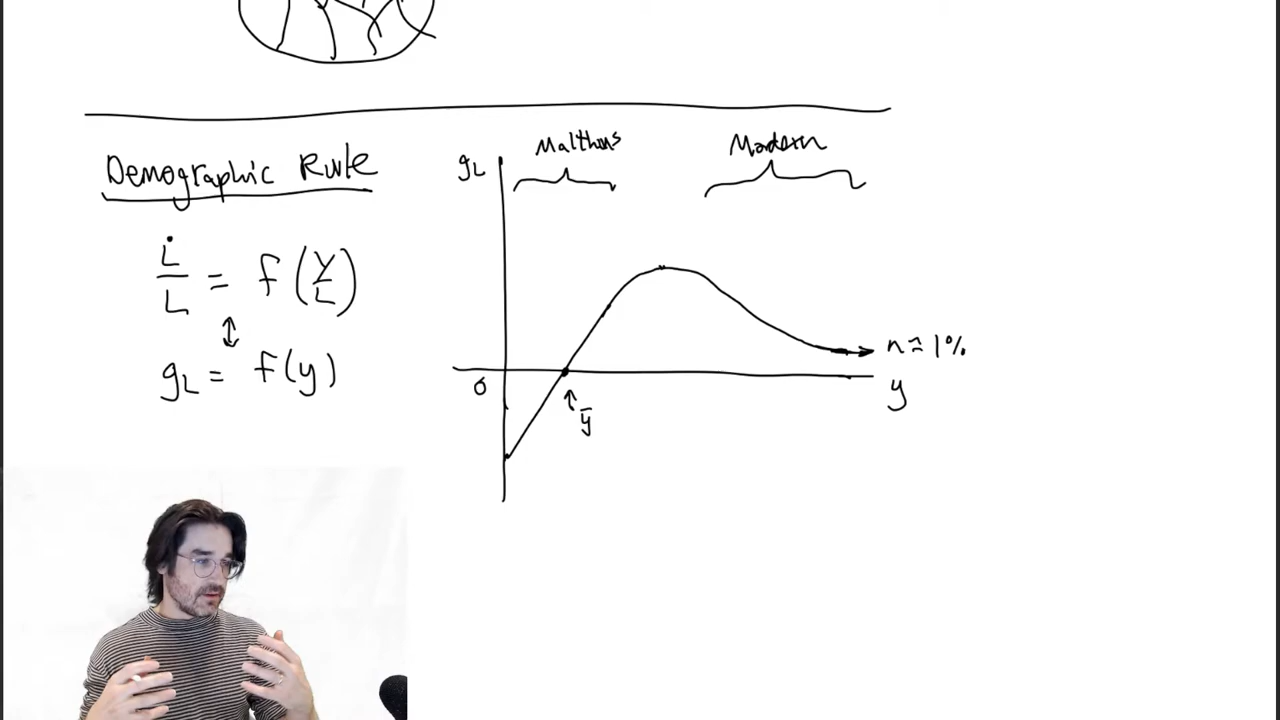 Demographic Rule
L̇/L = f(Y/L)
↕
gL = f(y)
Malthus
Modern
gL
n ≈ 1%
0
y
↑
ȳ